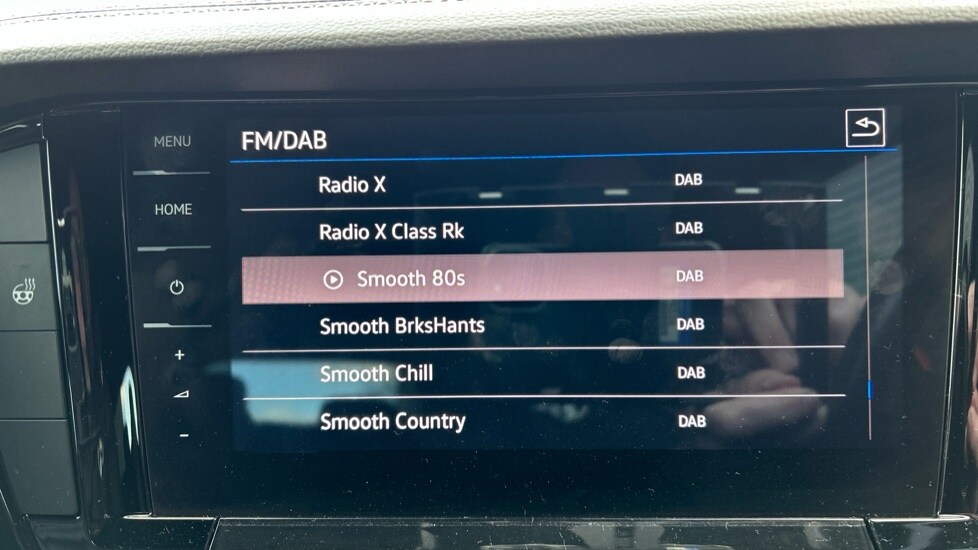 MENU
FM/DAB
HOME
Radio X DAB
Radio X Class Rk DAB
Smooth 80s DAB
Smooth BrksHants DAB
Smooth Chill DAB
Smooth Country DAB
+
-